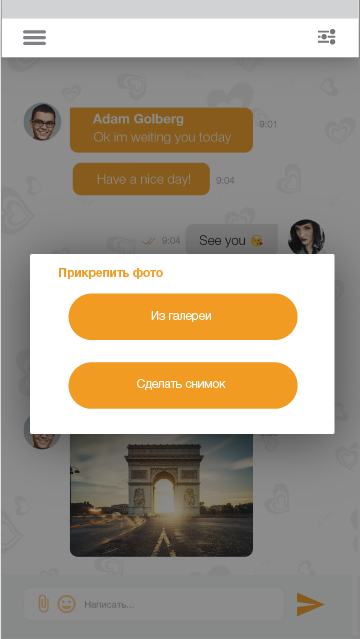 Adam Golberg
Ok im weiting you today
9:01
Have a nice day!
9:04
9:04
See you 😘
Прикрепить фото
Из галереи
Сделать снимок
Написать...